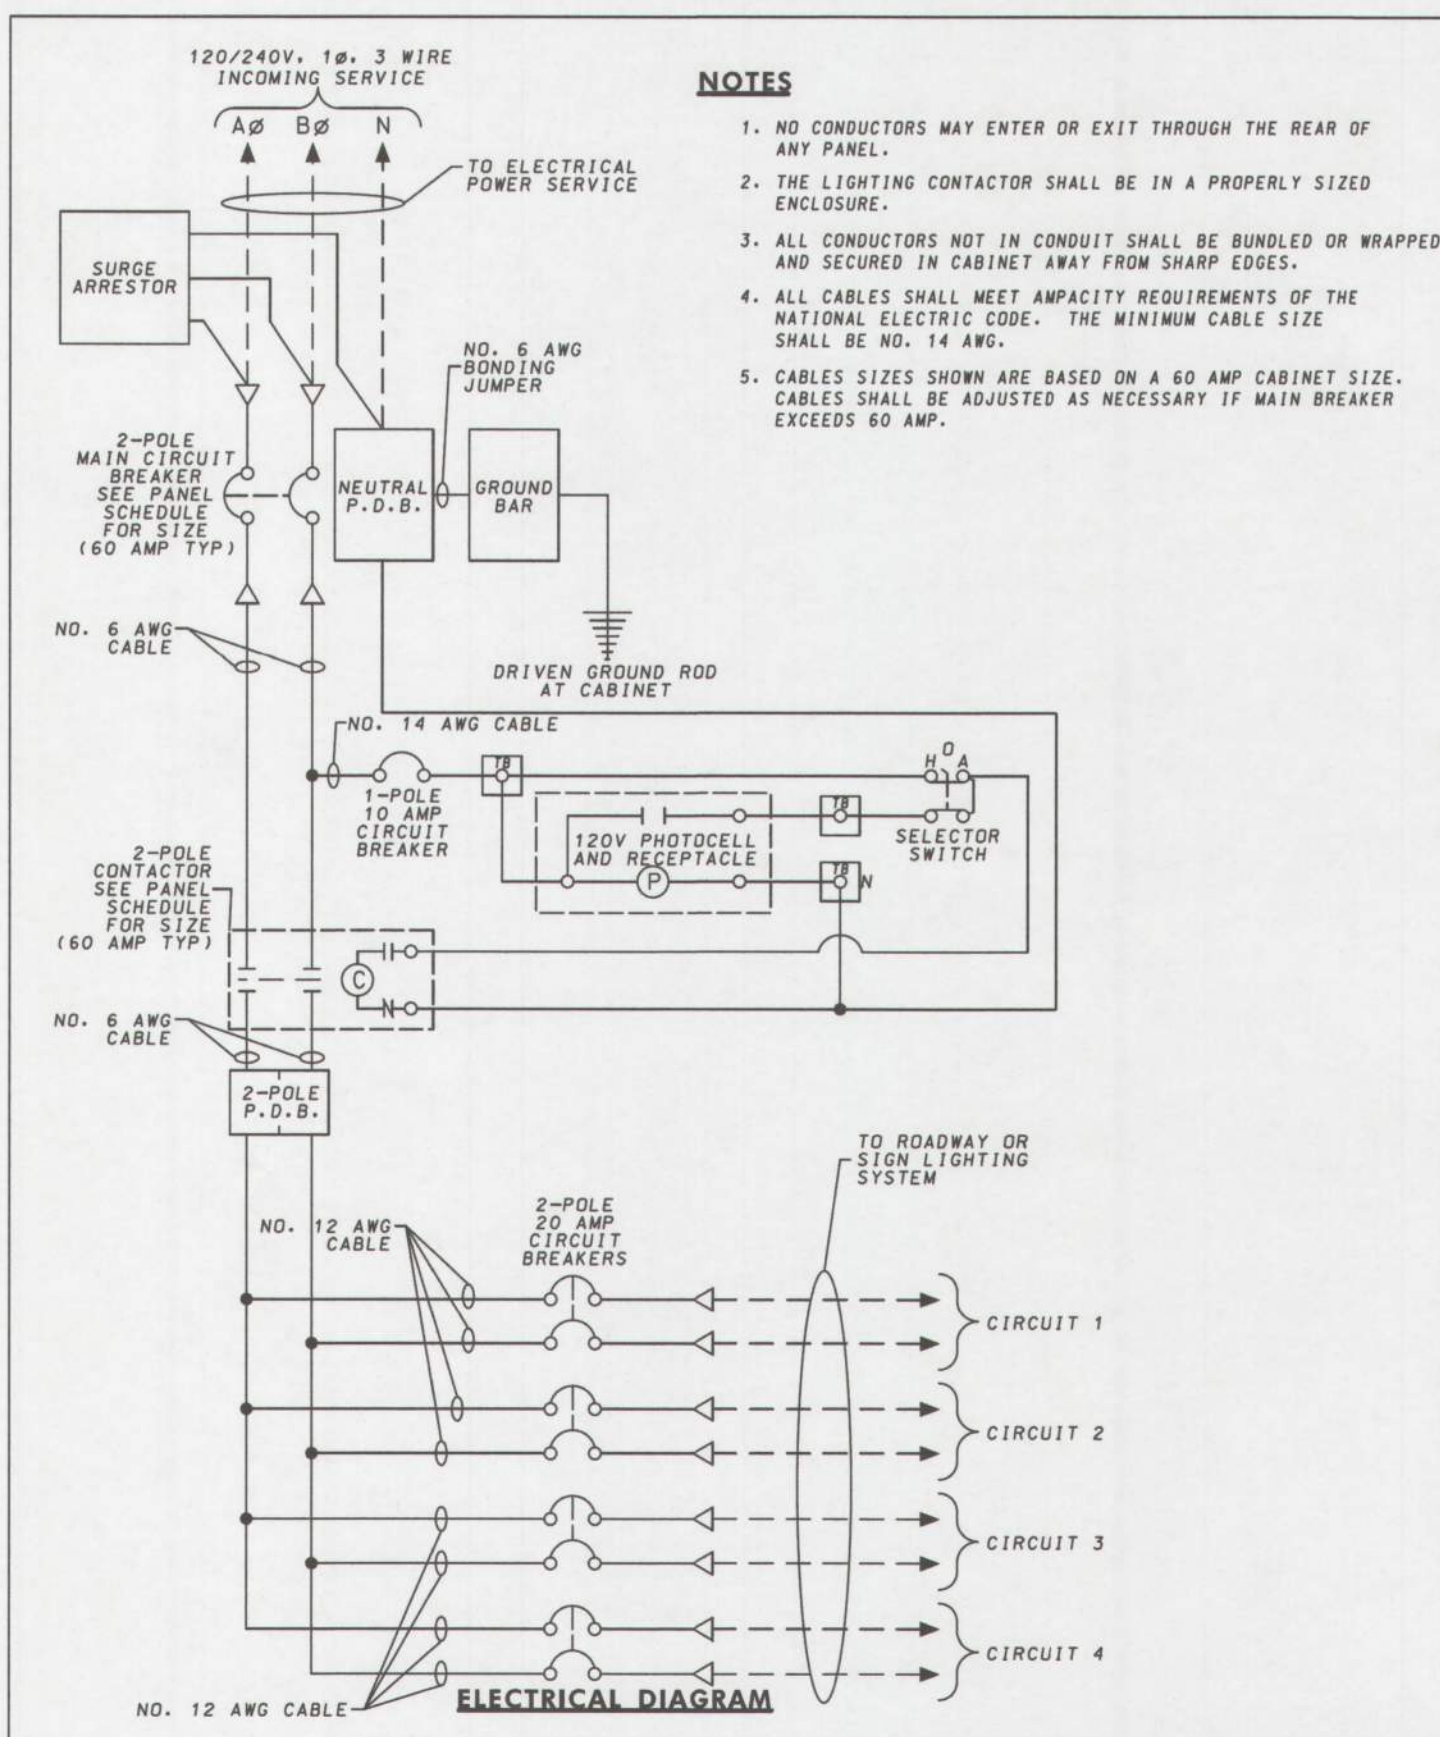 120/240V. 1ø. 3 WIRE
INCOMING SERVICE
Aø Bø N
TO ELECTRICAL
POWER SERVICE
SURGE
ARRESTOR
NOTES
1. NO CONDUCTORS MAY ENTER OR EXIT THROUGH THE REAR OF
ANY PANEL.
2. THE LIGHTING CONTACTOR SHALL BE IN A PROPERLY SIZED
ENCLOSURE.
3. ALL CONDUCTORS NOT IN CONDUIT SHALL BE BUNDLED OR WRAPPED
AND SECURED IN CABINET AWAY FROM SHARP EDGES.
4. ALL CABLES SHALL MEET AMPACITY REQUIREMENTS OF THE
NATIONAL ELECTRIC CODE. THE MINIMUM CABLE SIZE
SHALL BE NO. 14 AWG.
5. CABLES SIZES SHOWN ARE BASED ON A 60 AMP CABINET SIZE.
CABLES SHALL BE ADJUSTED AS NECESSARY IF MAIN BREAKER
EXCEEDS 60 AMP.
NO. 6 AWG
BONDING
JUMPER
2-POLE
MAIN CIRCUIT
BREAKER
SEE PANEL
SCHEDULE
FOR SIZE
(60 AMP TYP)
NEUTRAL
P.D.B.
GROUND
BAR
NO. 6 AWG
CABLE
DRIVEN GROUND ROD
AT CABINET
NO. 14 AWG CABLE
1-POLE
10 AMP
CIRCUIT
BREAKER
TB
H O A
TB
SELECTOR
SWITCH
120V PHOTOCELL
AND RECEPTACLE
P
TB N
2-POLE
CONTACTOR
SEE PANEL
SCHEDULE
FOR SIZE
(60 AMP TYP)
C
N
NO. 6 AWG
CABLE
2-POLE
P.D.B.
TO ROADWAY OR
SIGN LIGHTING
SYSTEM
NO. 12 AWG
CABLE
2-POLE
20 AMP
CIRCUIT
BREAKERS
CIRCUIT 1
CIRCUIT 2
CIRCUIT 3
CIRCUIT 4
NO. 12 AWG CABLE
ELECTRICAL DIAGRAM